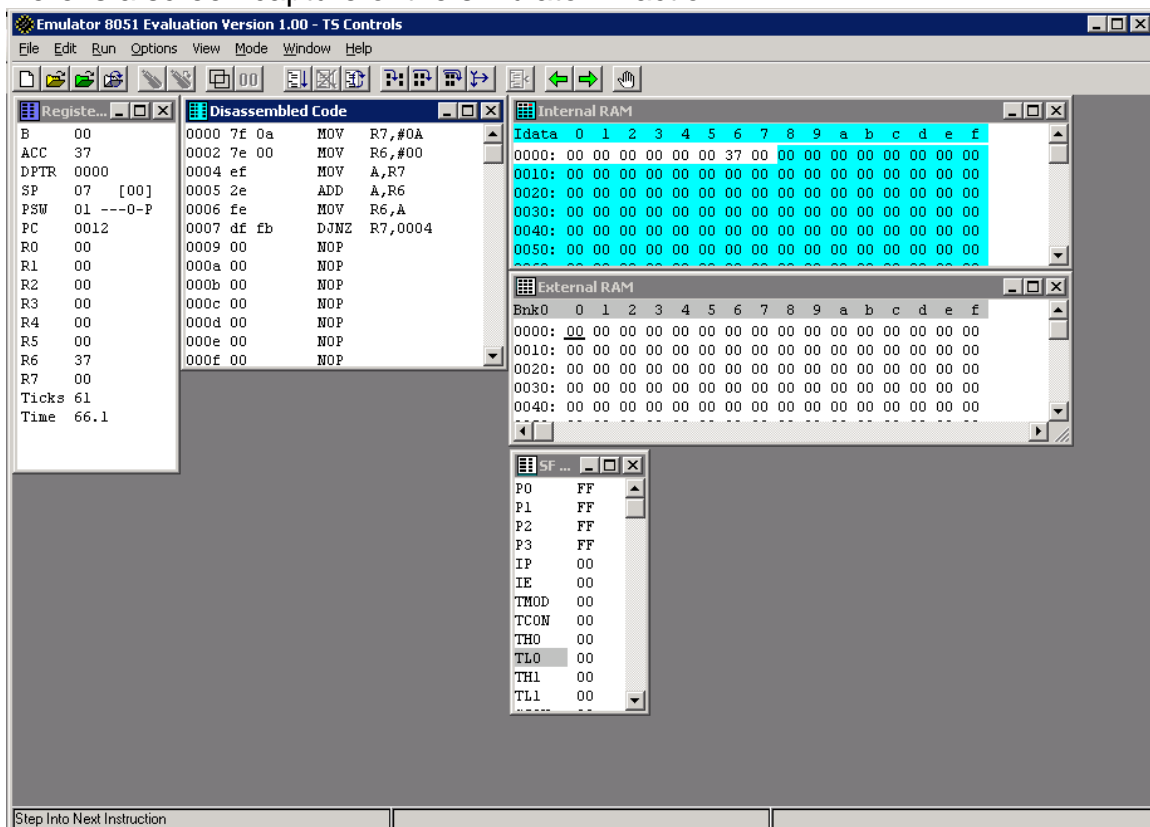 Emulator 8051 Evaluation Version 1.00 - TS Controls
File Edit Run Options View Mode Window Help
Registe...
B 00
ACC 37
DPTR 0000
SP 07 [00]
PSW 01 ---0-P
PC 0012
R0 00
R1 00
R2 00
R3 00
R4 00
R5 00
R6 37
R7 00
Ticks 61
Time 66.1
Disassembled Code
0000 7f 0a MOV R7,#0A
0002 7e 00 MOV R6,#00
0004 ef MOV A,R7
0005 2e ADD A,R6
0006 fe MOV R6,A
0007 df fb DJNZ R7,0004
0009 00 NOP
000a 00 NOP
000b 00 NOP
000c 00 NOP
000d 00 NOP
000e 00 NOP
000f 00 NOP
Internal RAM
Idata 0 1 2 3 4 5 6 7 8 9 a b c d e f
0000: 00 00 00 00 00 00 37 00 00 00 00 00 00 00 00 00
0010: 00 00 00 00 00 00 00 00 00 00 00 00 00 00 00 00
0020: 00 00 00 00 00 00 00 00 00 00 00 00 00 00 00 00
0030: 00 00 00 00 00 00 00 00 00 00 00 00 00 00 00 00
0040: 00 00 00 00 00 00 00 00 00 00 00 00 00 00 00 00
0050: 00 00 00 00 00 00 00 00 00 00 00 00 00 00 00 00
External RAM
Bnk0 0 1 2 3 4 5 6 7 8 9 a b c d e f
0000: 00 00 00 00 00 00 00 00 00 00 00 00 00 00 00 00
0010: 00 00 00 00 00 00 00 00 00 00 00 00 00 00 00 00
0020: 00 00 00 00 00 00 00 00 00 00 00 00 00 00 00 00
0030: 00 00 00 00 00 00 00 00 00 00 00 00 00 00 00 00
0040: 00 00 00 00 00 00 00 00 00 00 00 00 00 00 00 00
SF ...
P0 FF
P1 FF
P2 FF
P3 FF
IP 00
IE 00
TMOD 00
TCON 00
TH0 00
TL0 00
TH1 00
TL1 00
Step Into Next Instruction